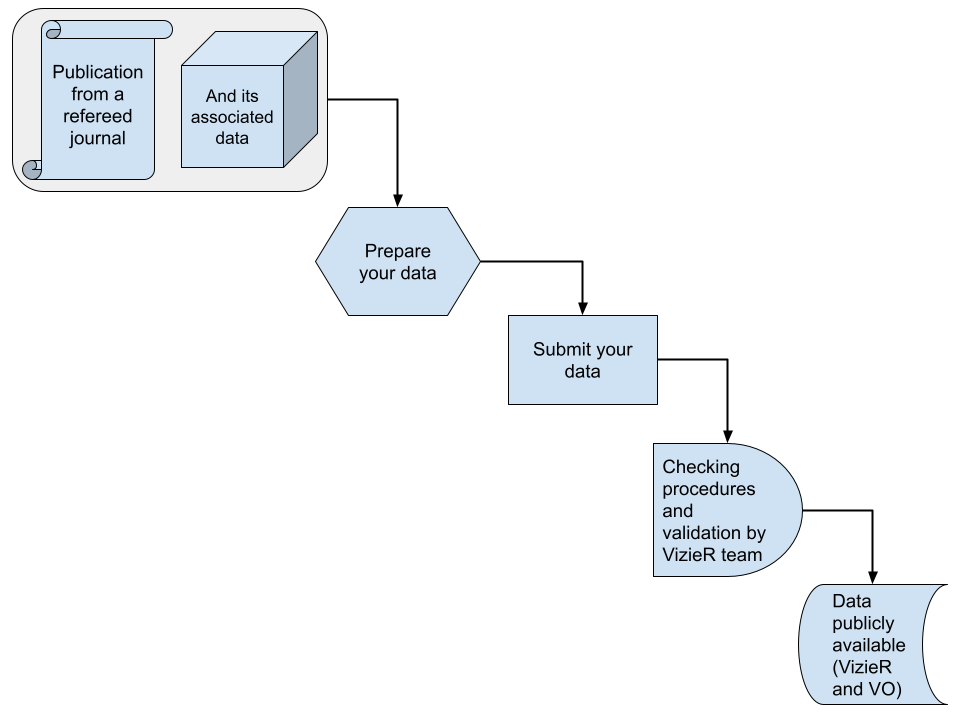 Publication
from a
refereed
journal
And its
associated
data
Prepare
your data
Submit your
data
Checking
procedures
and
validation by
VizieR team
Data
publicly
available
(VizieR
and VO)